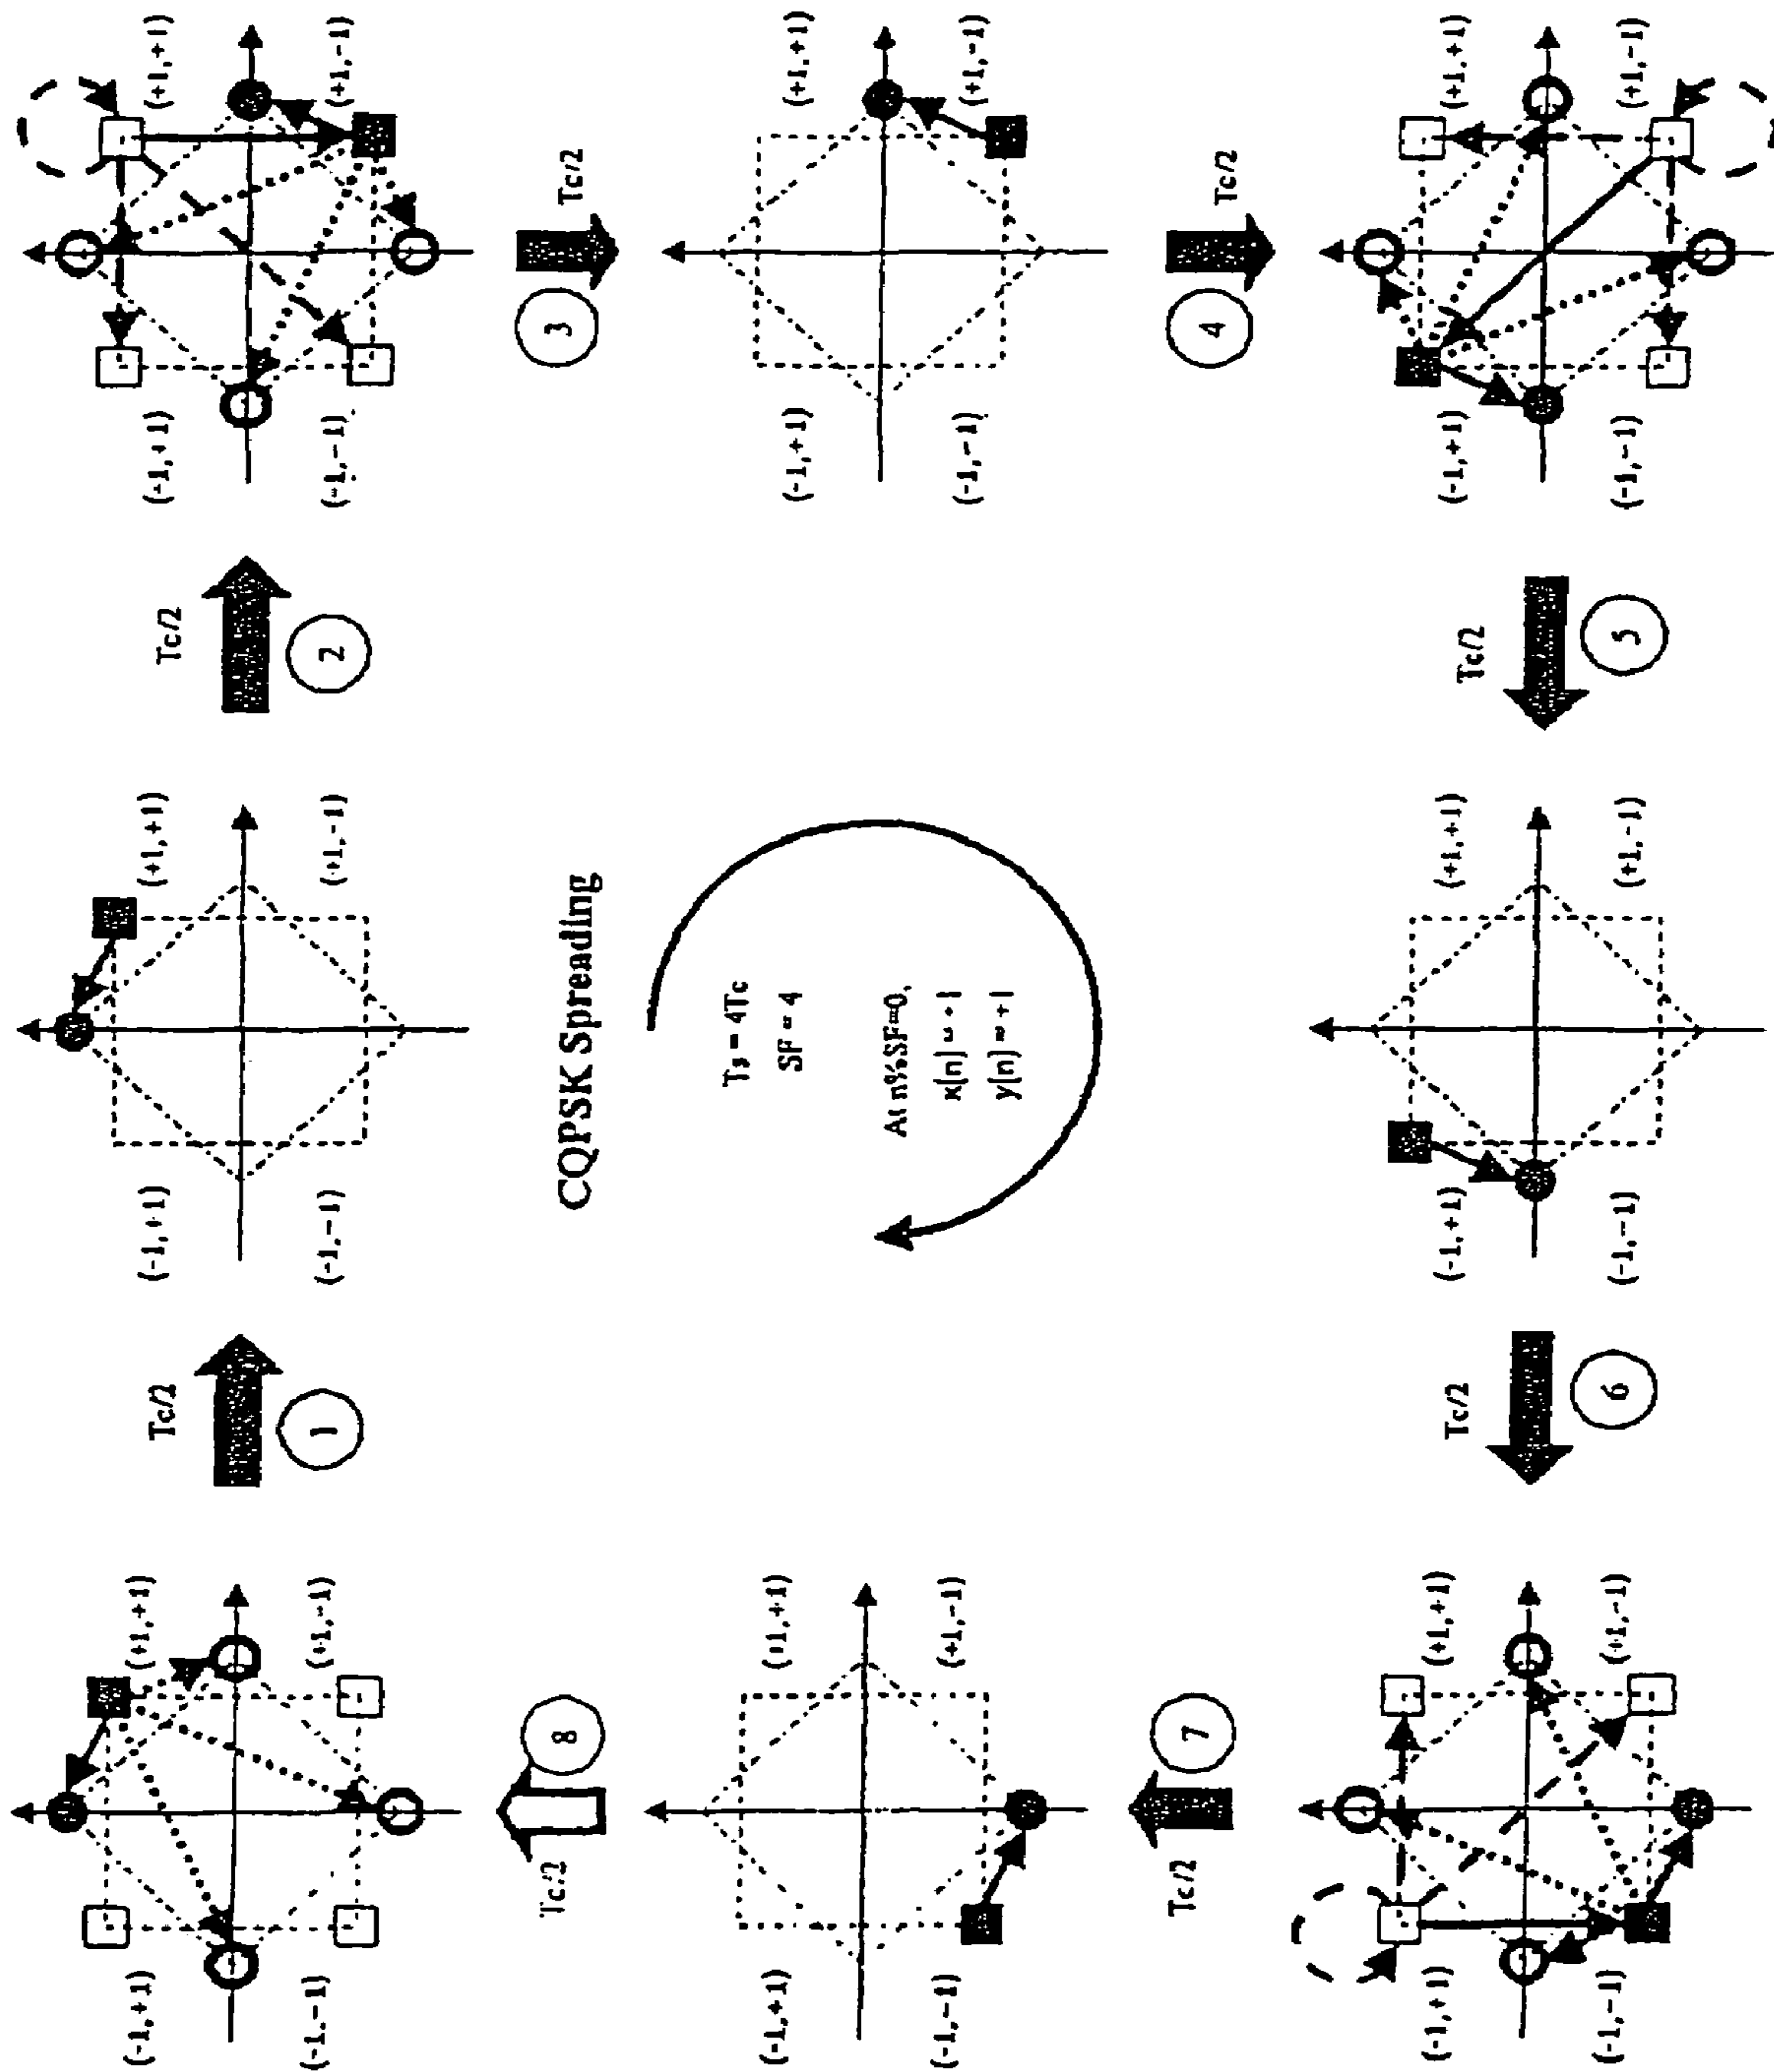 (-1,+1) (+1,+1)
(-1,-1) (+1,-1)
Tc/2
1
(-1,+1) (+1,+1)
(-1,-1) (+1,-1)
Tc/2
2
(-1,+1) (+1,+1)
(-1,-1) (+1,-1)
Tc/2
8
CQPSK Spreading
3
Tc/2
(-1,+1) (+1,+1)
(-1,-1) (+1,-1)
Ts = 4Tc
SF = 4
At n%SF=0,
x[n] = +1
y[n] = +1
(-1,+1) (+1,+1)
(-1,-1) (+1,-1)
Tc/2
7
4
Tc/2
(-1,+1) (+1,+1)
(-1,-1) (+1,-1)
Tc/2
6
(-1,+1) (+1,+1)
(-1,-1) (+1,-1)
Tc/2
5
(-1,+1) (+1,+1)
(-1,-1) (+1,-1)